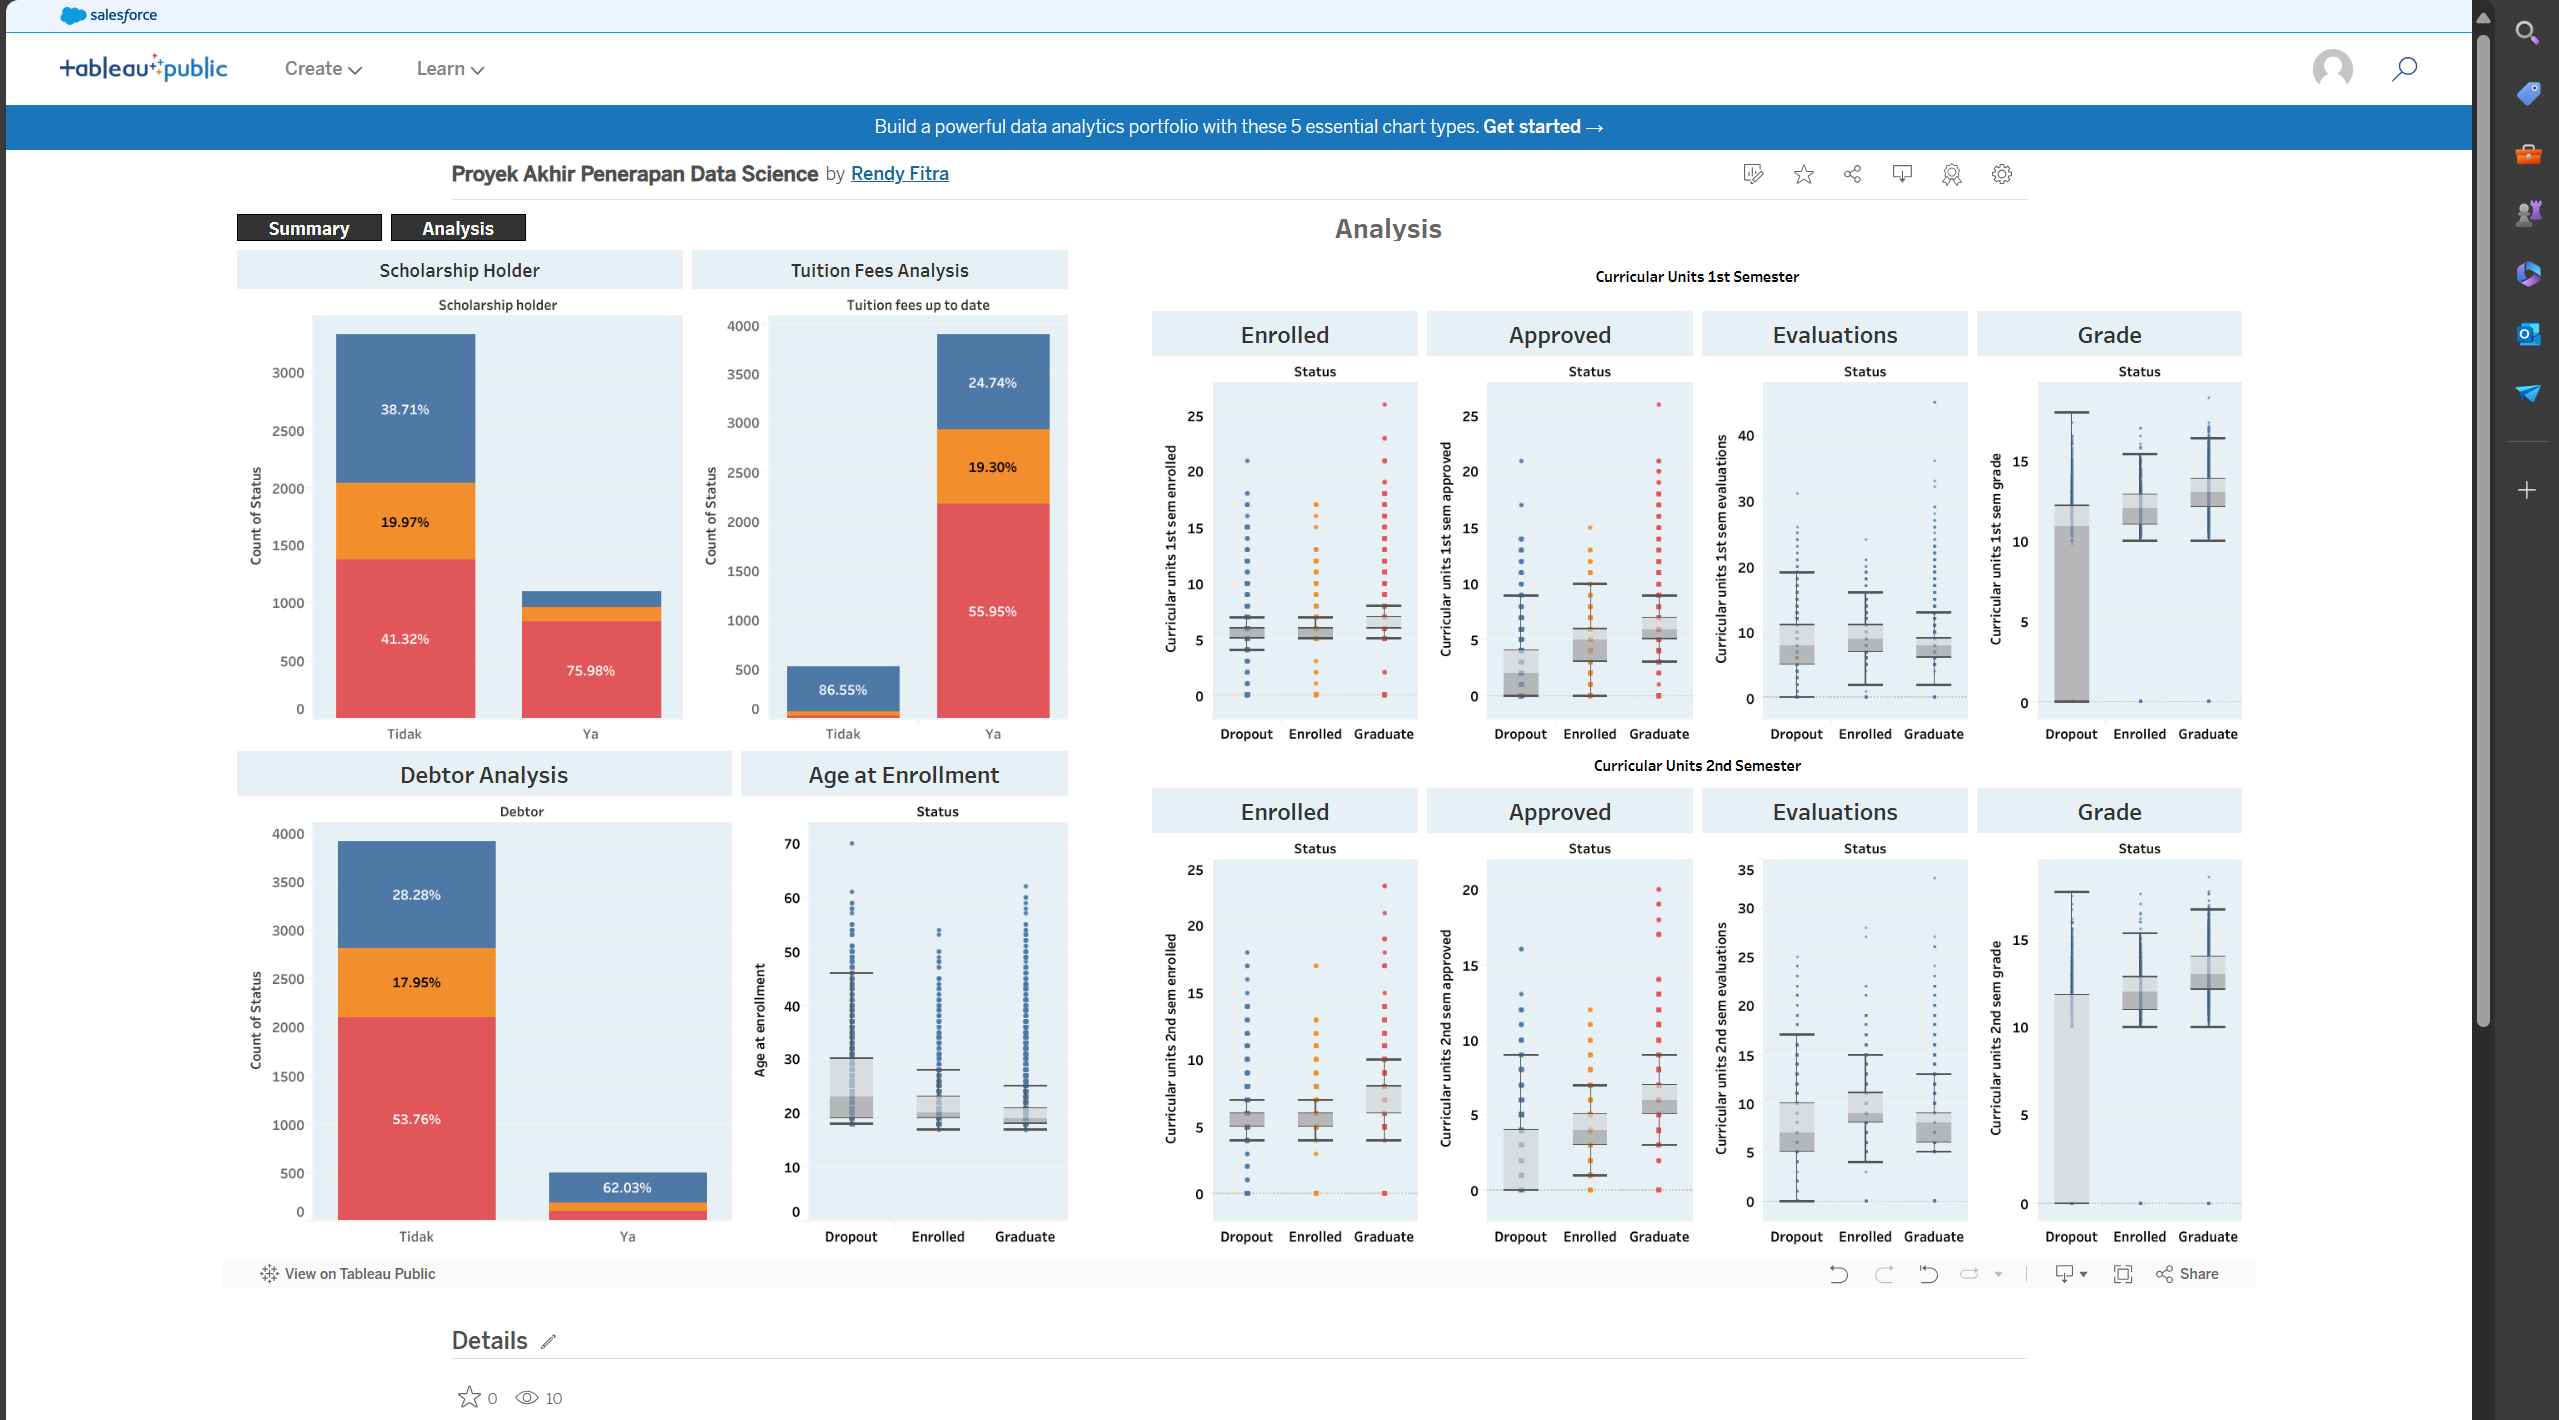 salesforce
+ableau public
Create
Learn
Build a powerful data analytics portfolio with these 5 essential chart types. Get started →
Proyek Akhir Penerapan Data Science by Rendy Fitra
Summary
Analysis
Analysis
Scholarship Holder
Scholarship holder
Count of Status
3000
2500
2000
1500
1000
500
0
38.71%
19.97%
41.32%
75.98%
Tidak
Ya
Tuition Fees Analysis
Tuition fees up to date
Count of Status
4000
3500
3000
2500
2000
1500
1000
500
0
86.55%
24.74%
19.30%
55.95%
Tidak
Ya
Debtor Analysis
Debtor
Count of Status
4000
3500
3000
2500
2000
1500
1000
500
0
28.28%
17.95%
53.76%
62.03%
Tidak
Ya
Age at Enrollment
Status
Age at enrollment
70
60
50
40
30
20
10
0
Dropout
Enrolled
Graduate
Curricular Units 1st Semester
Enrolled
Status
Curricular units 1st sem enrolled
25
20
15
10
5
0
Dropout
Enrolled
Graduate
Approved
Status
Curricular units 1st sem approved
25
20
15
10
5
0
Dropout
Enrolled
Graduate
Evaluations
Status
Curricular units 1st sem evaluations
40
30
20
10
0
Dropout
Enrolled
Graduate
Grade
Status
Curricular units 1st sem grade
15
10
5
0
Dropout
Enrolled
Graduate
Curricular Units 2nd Semester
Enrolled
Status
Curricular units 2nd sem enrolled
25
20
15
10
5
0
Dropout
Enrolled
Graduate
Approved
Status
Curricular units 2nd sem approved
20
15
10
5
0
Dropout
Enrolled
Graduate
Evaluations
Status
Curricular units 2nd sem evaluations
35
30
25
20
15
10
5
0
Dropout
Enrolled
Graduate
Grade
Status
Curricular units 2nd sem grade
15
10
5
0
Dropout
Enrolled
Graduate
View on Tableau Public
Share
Details
0
10